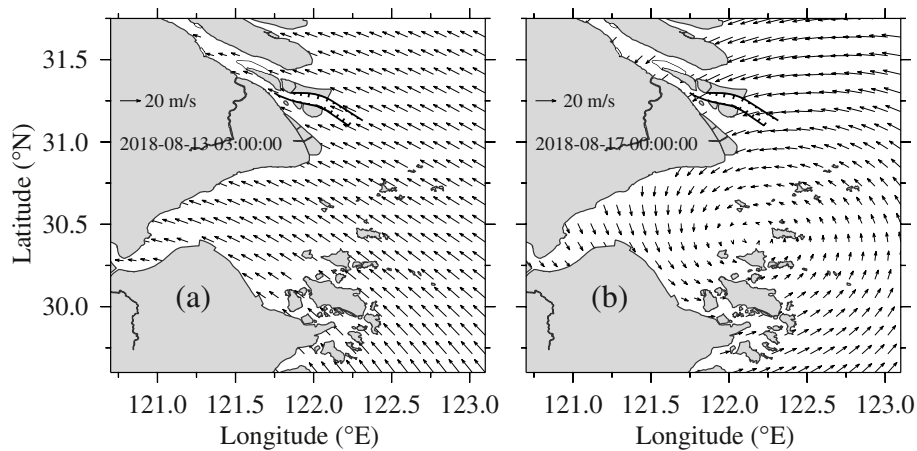 31.5
31.0
30.5
30.0
Latitude (°N)
20 m/s
2018-08-13 03:00:00
(a)
121.0 121.5 122.0 122.5 123.0
Longitude (°E)
20 m/s
2018-08-17 00:00:00
(b)
121.0 121.5 122.0 122.5 123.0
Longitude (°E)